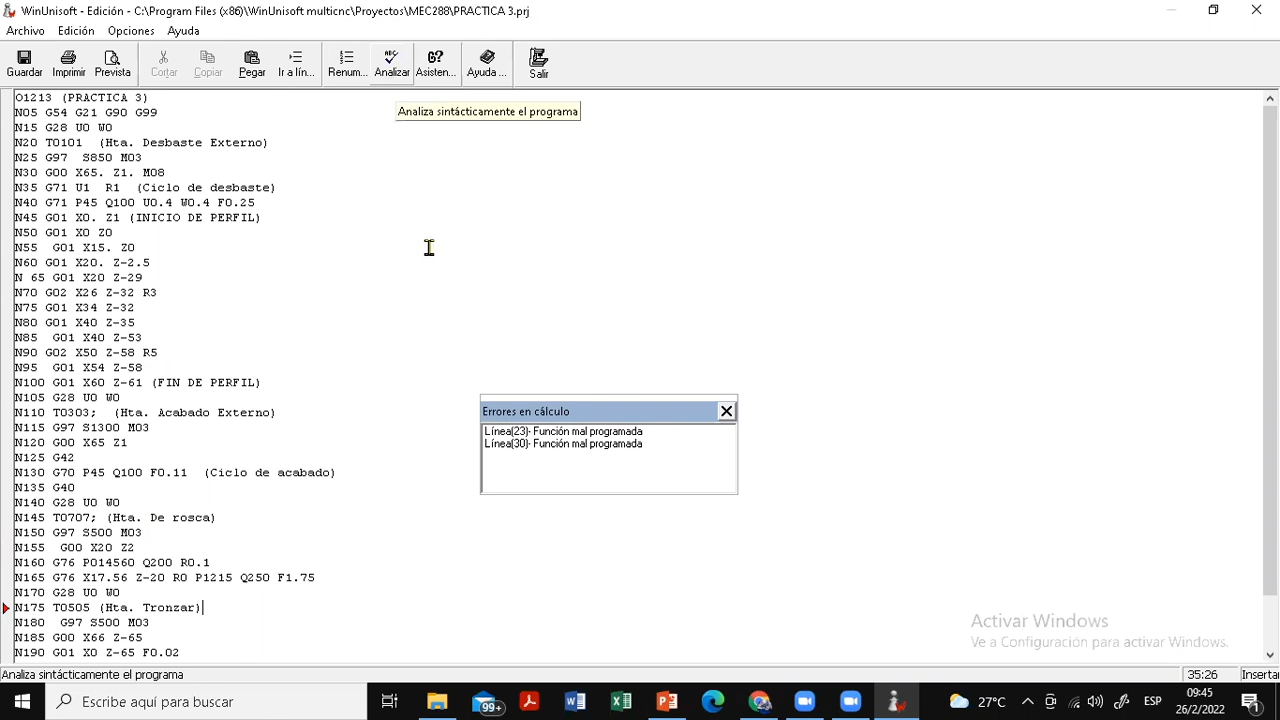 WinUnisoft - Edición - C:\Program Files (x86)\WinUnisoft multicnc\Proyectos\MEC288\PRACTICA 3.prj
Archivo Edición Opciones Ayuda
Guardar Imprimir Prevista Cortar Copiar Pegar Ir a lín... Renum... Analizar Asisten... Ayuda ... Salir
Analiza sintácticamente el programa
O1213 (PRACTICA 3)
N05 G54 G21 G90 G99
N15 G28 U0 W0
N20 T0101 (Hta. Desbaste Externo)
N25 G97 S850 M03
N30 G00 X65. Z1. M08
N35 G71 U1 R1 (Ciclo de desbaste)
N40 G71 P45 Q100 U0.4 W0.4 F0.25
N45 G01 X0. Z1 (INICIO DE PERFIL)
N50 G01 X0 Z0
N55 G01 X15. Z0
N60 G01 X20. Z-2.5
N 65 G01 X20 Z-29
N70 G02 X26 Z-32 R3
N75 G01 X34 Z-32
N80 G01 X40 Z-35
N85 G01 X40 Z-53
N90 G02 X50 Z-58 R5
N95 G01 X54 Z-58
N100 G01 X60 Z-61 (FIN DE PERFIL)
N105 G28 U0 W0
N110 T0303; (Hta. Acabado Externo)
N115 G97 S1300 M03
N120 G00 X65 Z1
N125 G42
N130 G70 P45 Q100 F0.11 (Ciclo de acabado)
N135 G40
N140 G28 U0 W0
N145 T0707; (Hta. De rosca)
N150 G97 S500 M03
N155 G00 X20 Z2
N160 G76 P014560 Q200 R0.1
N165 G76 X17.56 Z-20 R0 P1215 Q250 F1.75
N170 G28 U0 W0
N175 T0505 (Hta. Tronzar)
N180 G97 S500 M03
N185 G00 X66 Z-65
N190 G01 X0 Z-65 F0.02
Errores en cálculo
Línea(23)- Función mal programada
Línea(30)- Función mal programada
Activar Windows
Ve a Configuración para activar Windows.
Analiza sintácticamente el programa
35:26 Insertar
Escribe aquí para buscar
99+
27°C
ESP
09:45
26/2/2022
1